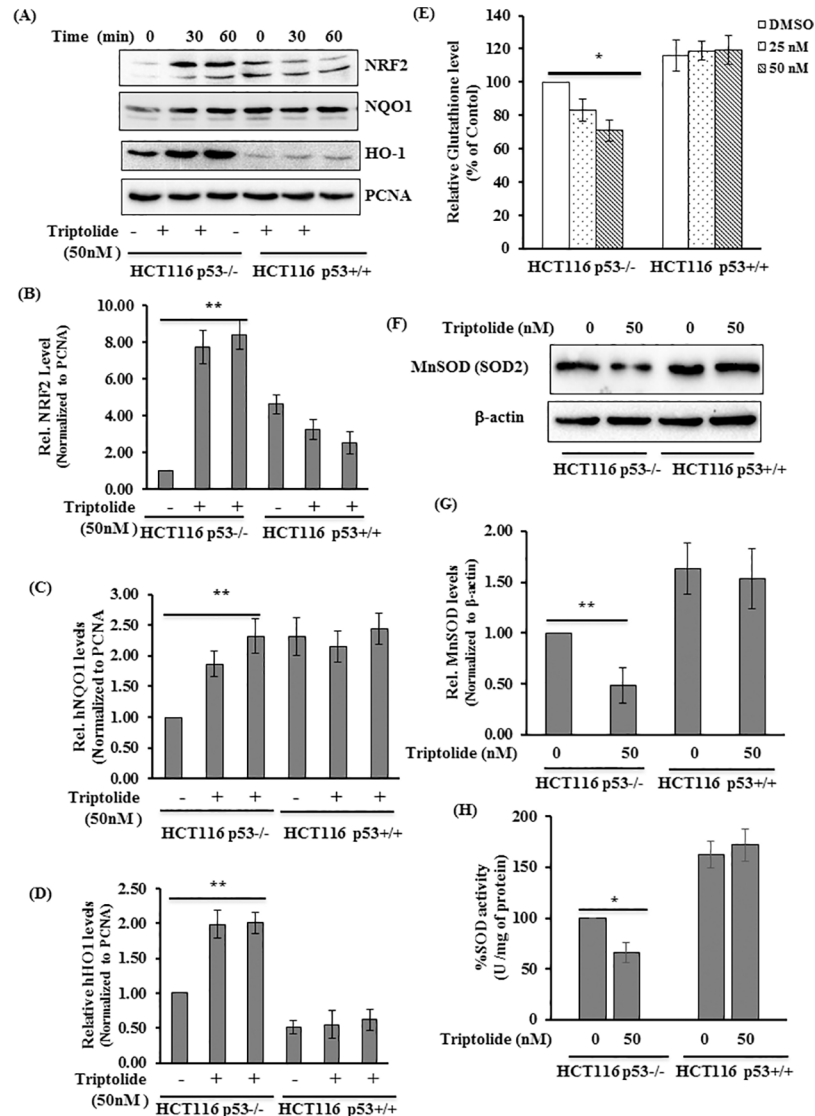 (A)
Time (min) 0 30 60 0 30 60
NRF2
NQO1
HO-1
PCNA
Triptolide - + + - + +
(50nM)
HCT116 p53-/- HCT116 p53+/+
(B)
**
Rel. NRF2 Level
(Normalized to PCNA)
10.00
8.00
6.00
4.00
2.00
0.00
Triptolide - + + - + +
(50nM )
HCT116 p53-/- HCT116 p53+/+
(C)
**
Rel. hNQO1 levels
(Normalized to PCNA
3.00
2.50
2.00
1.50
1.00
0.50
0.00
Triptolide - + + - + +
(50nM)
HCT116 p53-/- HCT116 p53+/+
(D)
**
Relative hHO1 levels
(Normalized to PCNA)
2.50
2.00
1.50
1.00
0.50
0.00
Triptolide - + + - + +
(50nM)
HCT116 p53-/- HCT116 p53+/+
(E)
DMSO
25 nM
50 nM
*
Relative Glutathione level
(% of Contol)
140
120
100
80
60
40
20
0
HCT116 p53-/- HCT116 p53+/+
(F)
Triptolide (nM) 0 50 0 50
MnSOD (SOD2)
β-actin
HCT116 p53-/- HCT116 p53+/+
(G)
**
Rel. MnSOD levels
(Normalized to β-actin)
2.00
1.50
1.00
0.50
0.00
Triptolide (nM) 0 50 0 50
HCT116 p53-/- HCT116 p53+/+
(H)
*
%SOD activity
(U /mg of protein)
200
150
100
50
0
Triptolide (nM) 0 50 0 50
HCT116 p53-/- HCT116 p53+/+